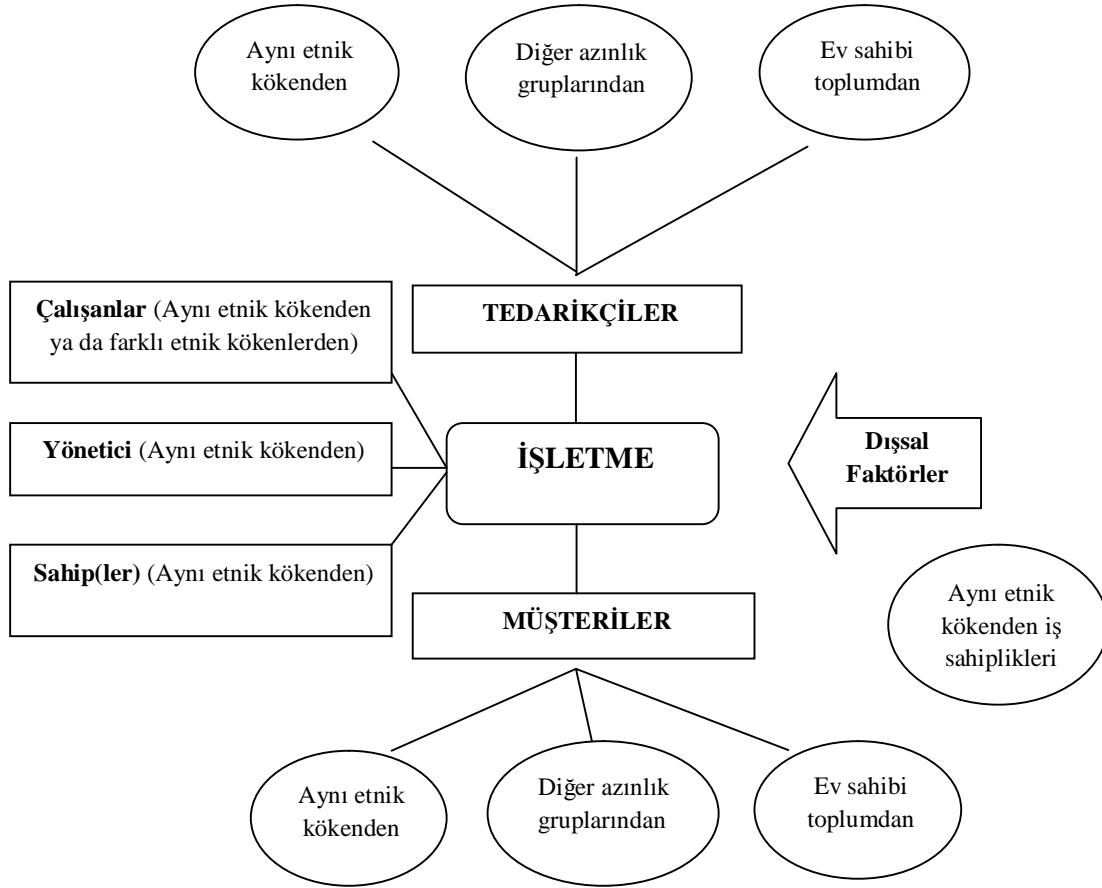 Aynı etnik
kökenden
Diğer azınlık
gruplarından
Ev sahibi
toplumdan
Çalışanlar (Aynı etnik kökenden
ya da farklı etnik kökenlerden)
TEDARİKÇİLER
Yönetici (Aynı etnik kökenden)
İŞLETME
Dışsal
Faktörler
Sahip(ler) (Aynı etnik kökenden)
MÜŞTERİLER
Aynı etnik
kökenden iş
sahiplikleri
Aynı etnik
kökenden
Diğer azınlık
gruplarından
Ev sahibi
toplumdan